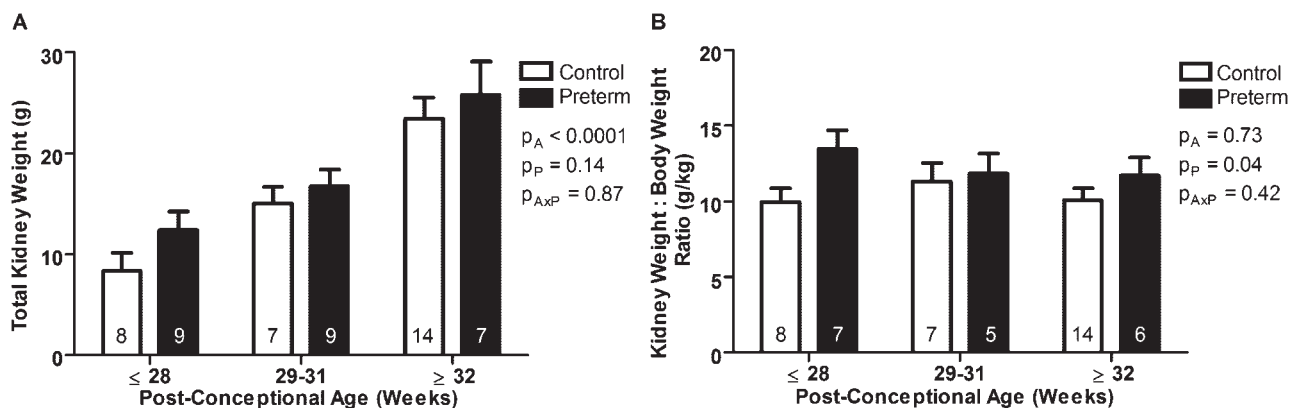 A
Total Kidney Weight (g)
30
20
10
0
8
9
7
9
14
7
≤ 28
29-31
≥ 32
Post-Conceptional Age (Weeks)
Control
Preterm
pA < 0.0001
pP = 0.14
pAxP = 0.87
B
Kidney Weight : Body Weight
Ratio (g/kg)
20
15
10
5
0
8
7
7
5
14
6
≤ 28
29-31
≥ 32
Post-Conceptional Age (Weeks)
Control
Preterm
pA = 0.73
pP = 0.04
pAxP = 0.42